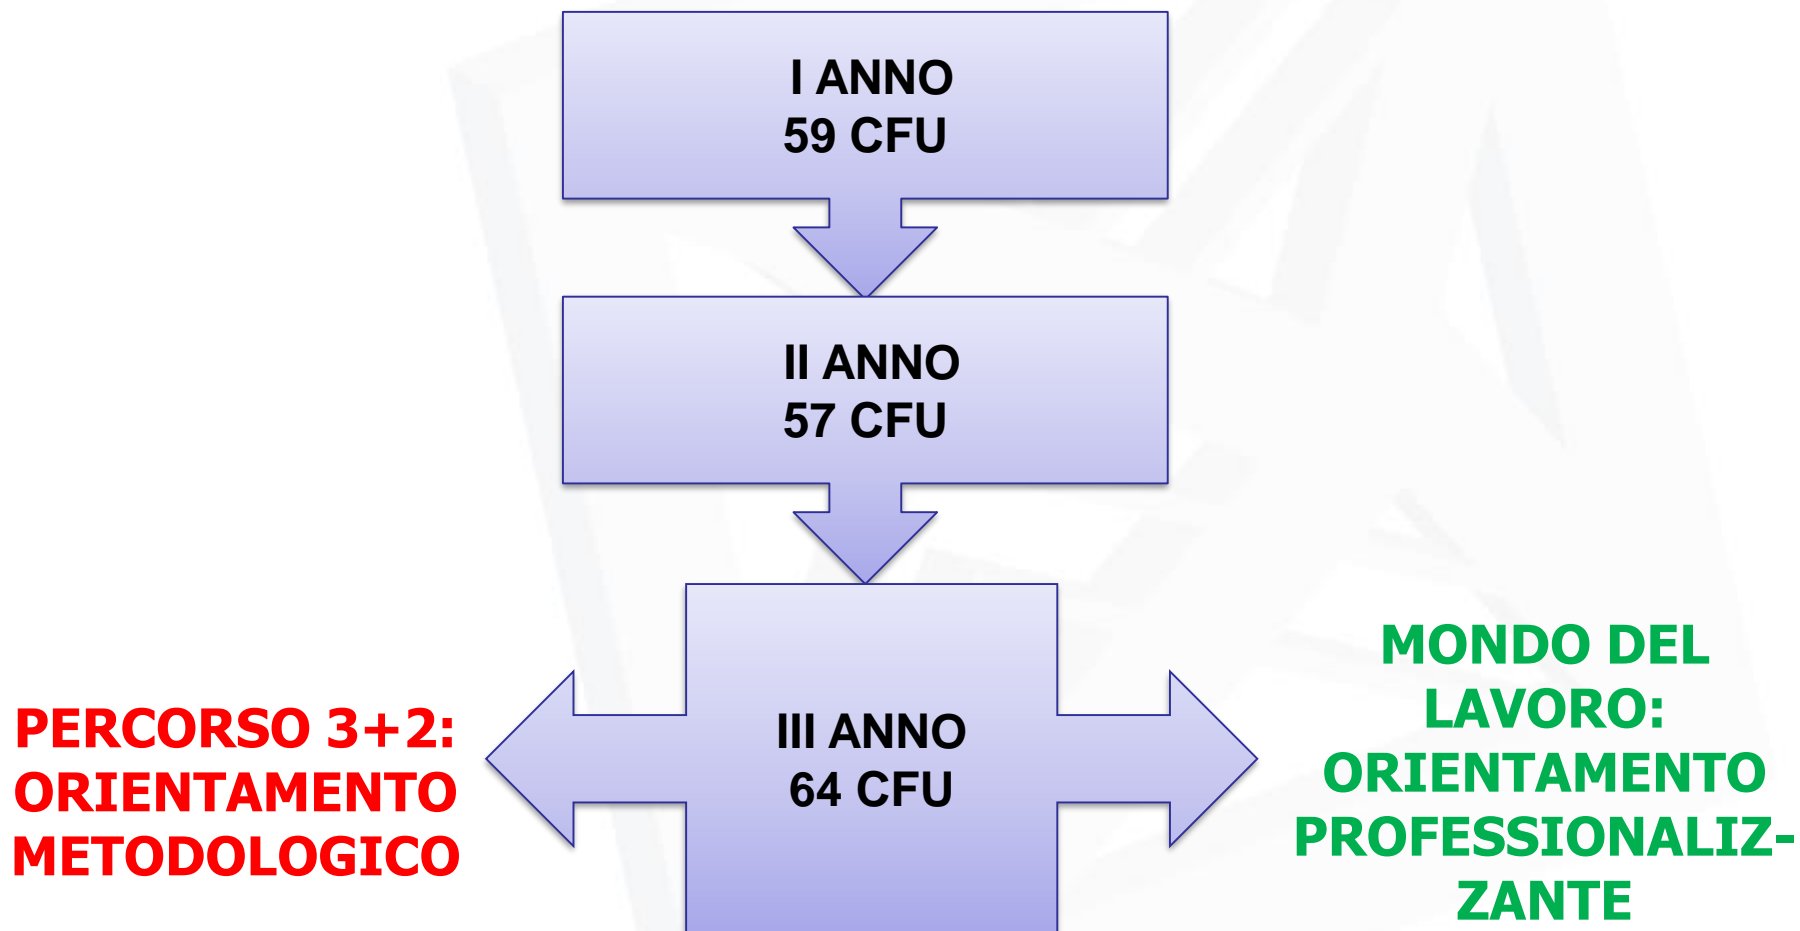 I ANNO
59 CFU
II ANNO
57 CFU
III ANNO
64 CFU
PERCORSO 3+2:
ORIENTAMENTO
METODOLOGICO
MONDO DEL
LAVORO:
ORIENTAMENTO
PROFESSIONALIZ-
ZANTE